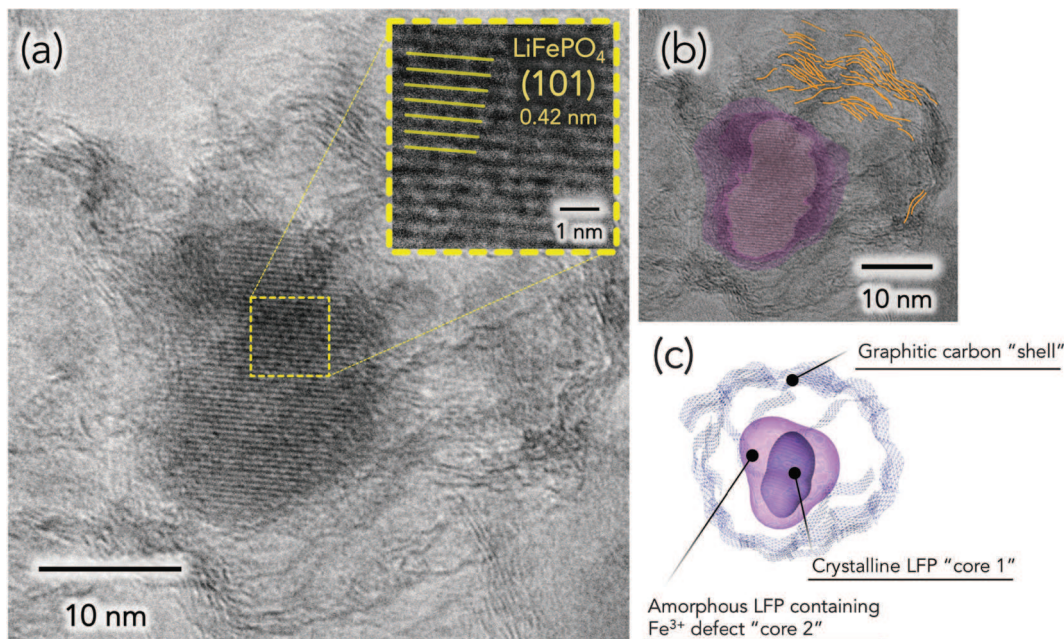 (a)
LiFePO₄
(101)
0.42 nm
1 nm
10 nm
(b)
10 nm
(c)
Graphitic carbon “shell”
Crystalline LFP “core 1”
Amorphous LFP containing
Fe³⁺ defect “core 2”